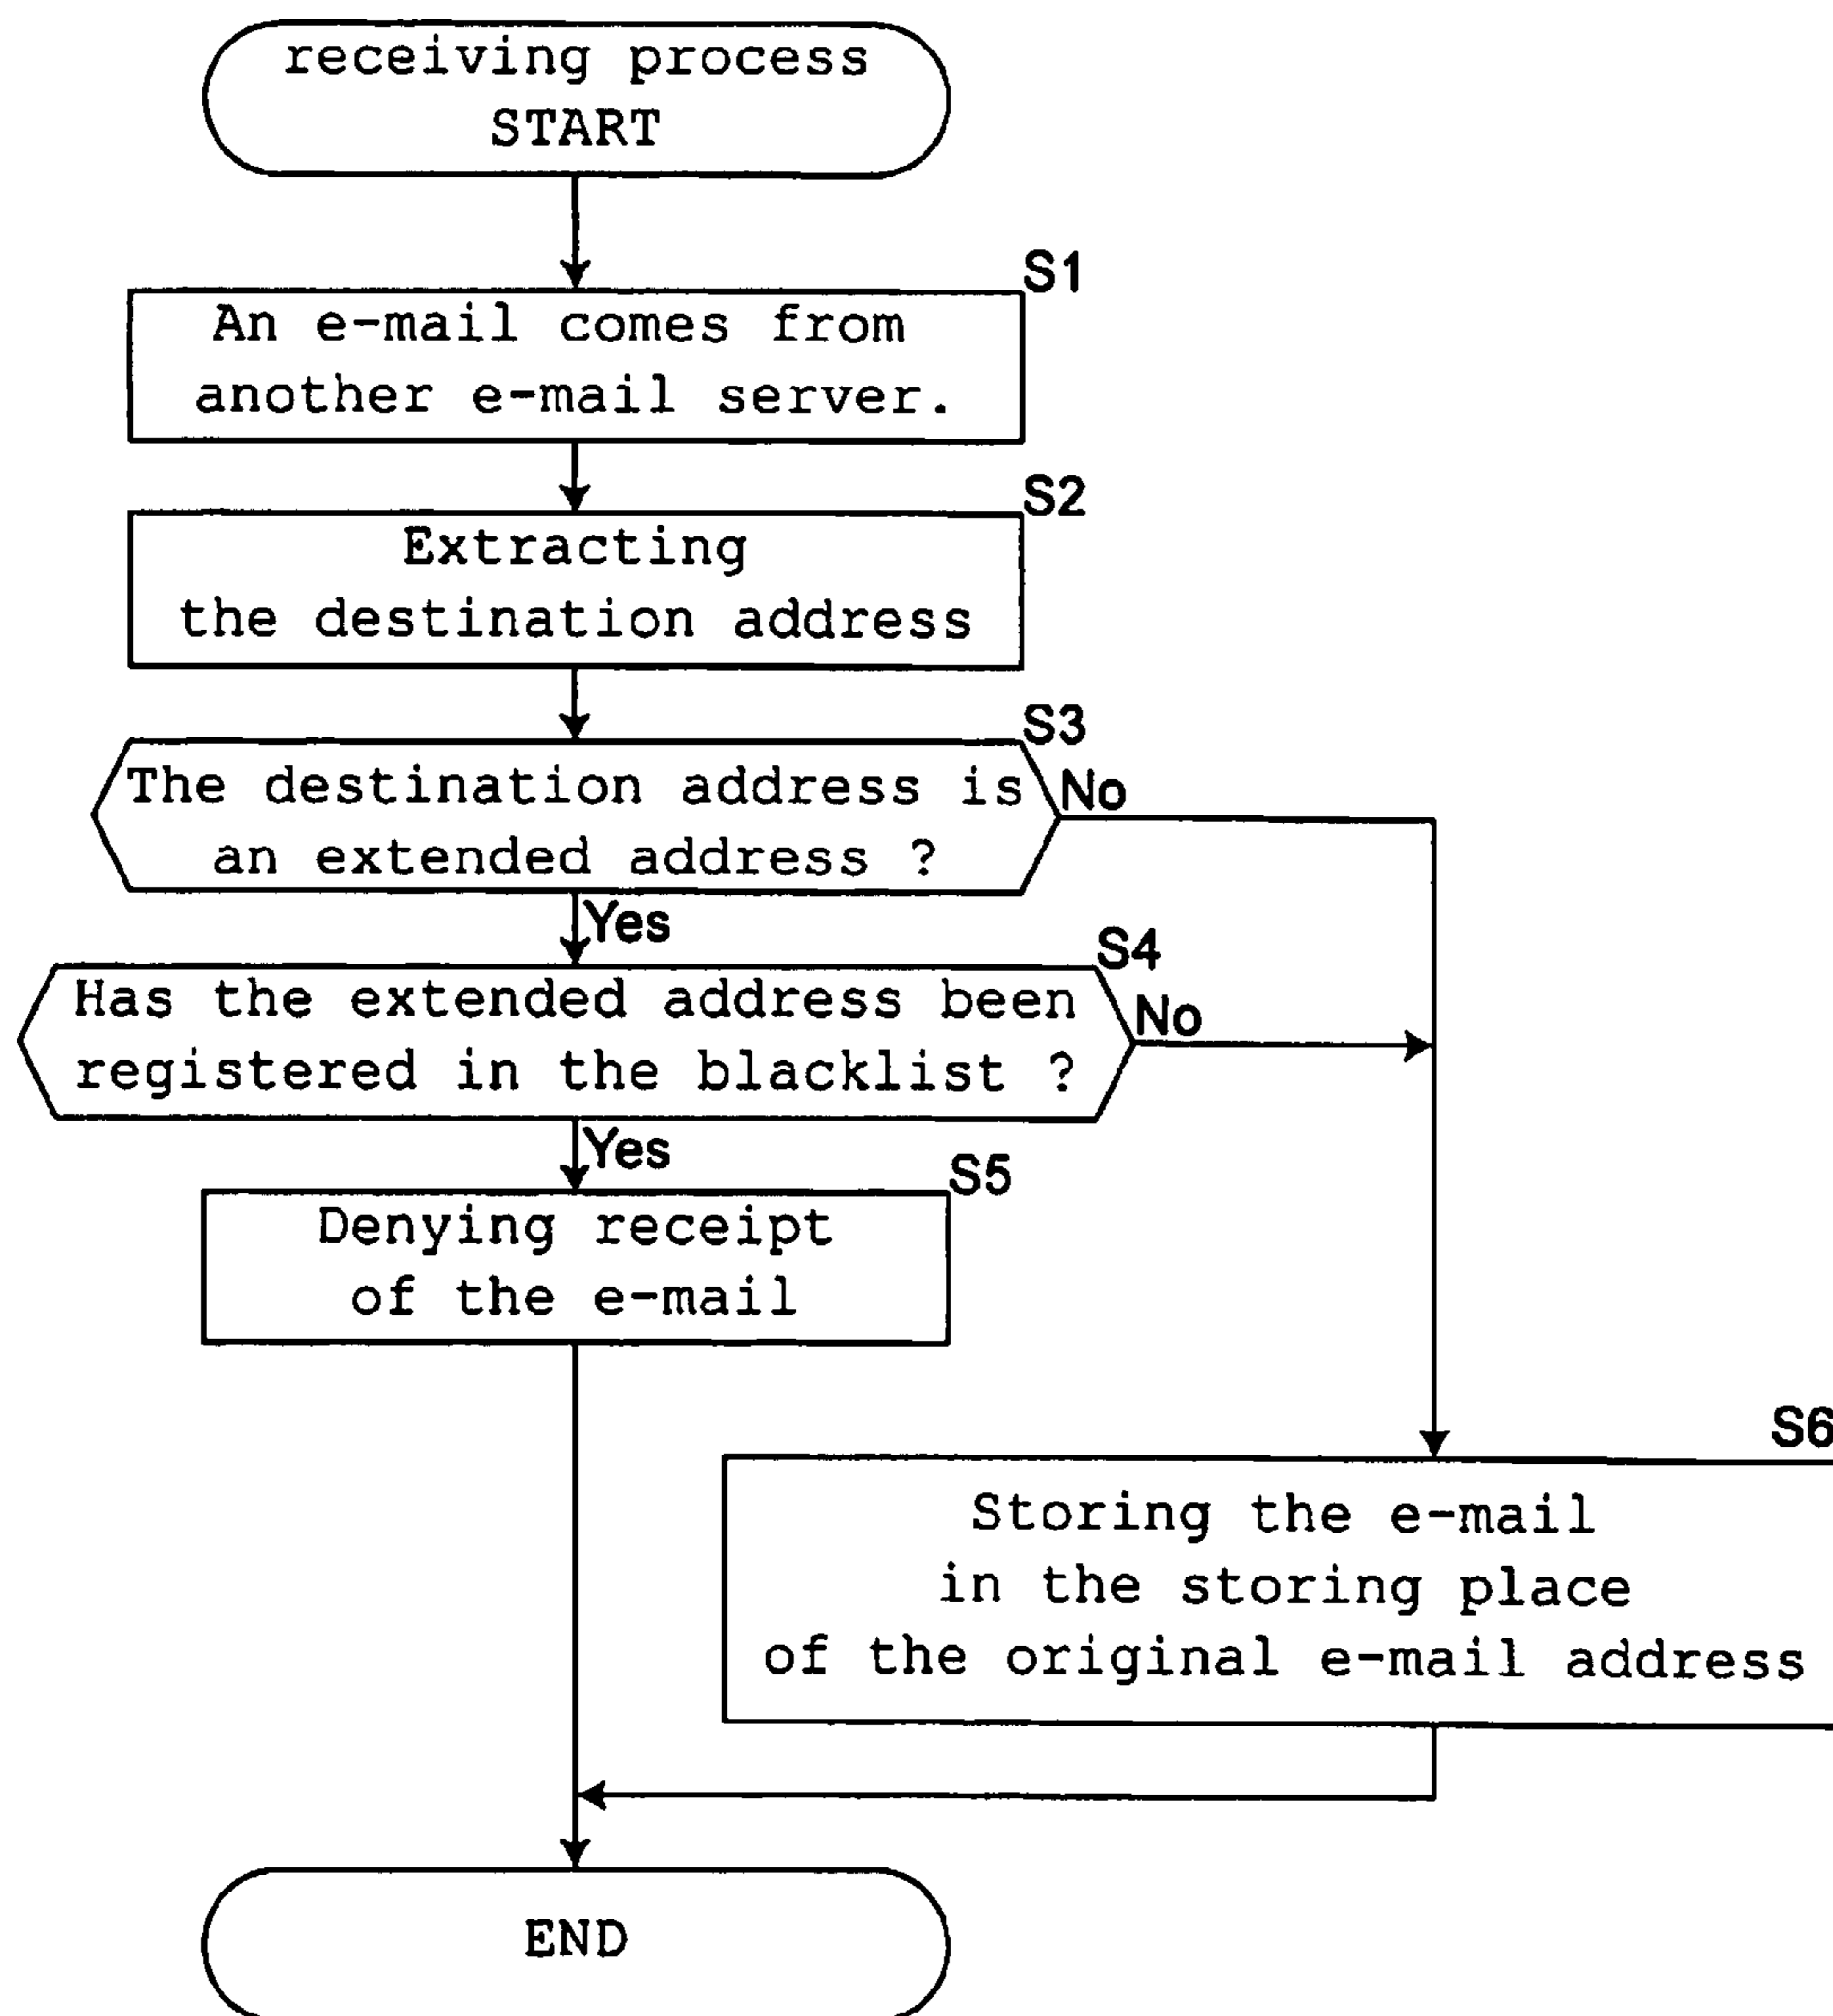 receiving process
START
S1
An e-mail comes from
another e-mail server.
S2
Extracting
the destination address
S3
The destination address is
an extended address ?
No
Yes
S4
Has the extended address been
registered in the blacklist ?
No
Yes
S5
Denying receipt
of the e-mail
S6
Storing the e-mail
in the storing place
of the original e-mail address
END